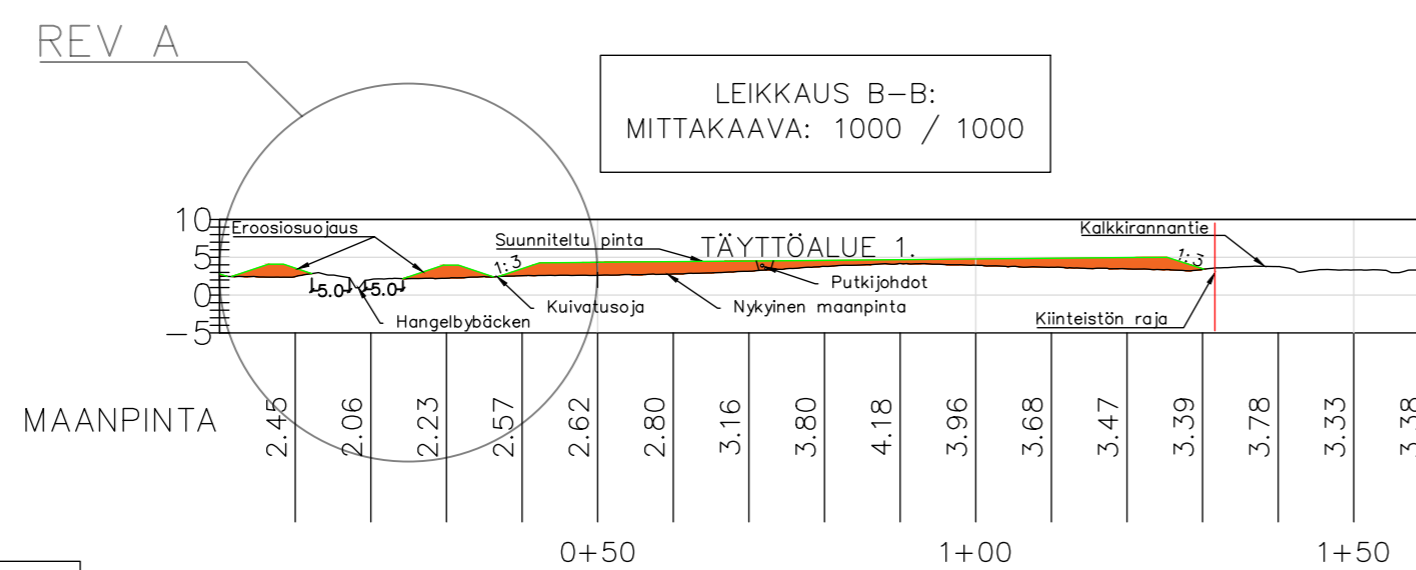 REV A
LEIKKAUS B-B:
MITTAKAAVA: 1000 / 1000
10
5
0
-5
Eroosiosuojaus
Suunniteltu pinta
TÄYTTÖALUE 1.
Kalkkirannantie
1:3
1:3
5.0
5.0
Putkijohdot
Kuivatusoja
Nykyinen maanpinta
Hangelbybäcken
Kiinteistön raja
MAANPINTA
2.45
2.06
2.23
2.57
2.62
2.80
3.16
3.80
4.18
3.96
3.68
3.47
3.39
3.78
3.33
3.38
0+50
1+00
1+50